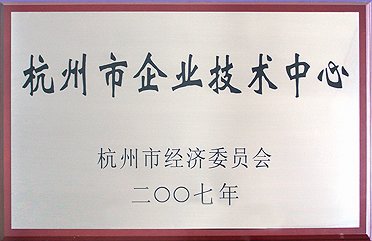 杭州市企业技术中心
杭州市经济委员会
二〇〇七年